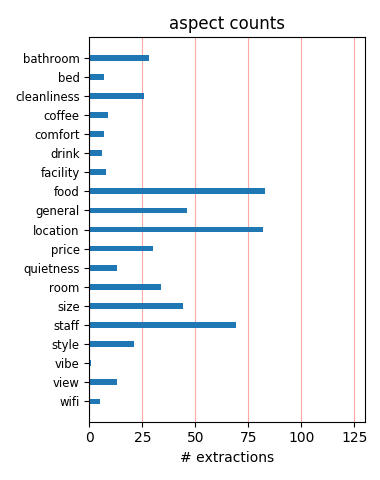 aspect counts
bathroom
bed
cleanliness
coffee
comfort
drink
facility
food
general
location
price
quietness
room
size
staff
style
vibe
view
wifi
0 25 50 75 100 125
# extractions